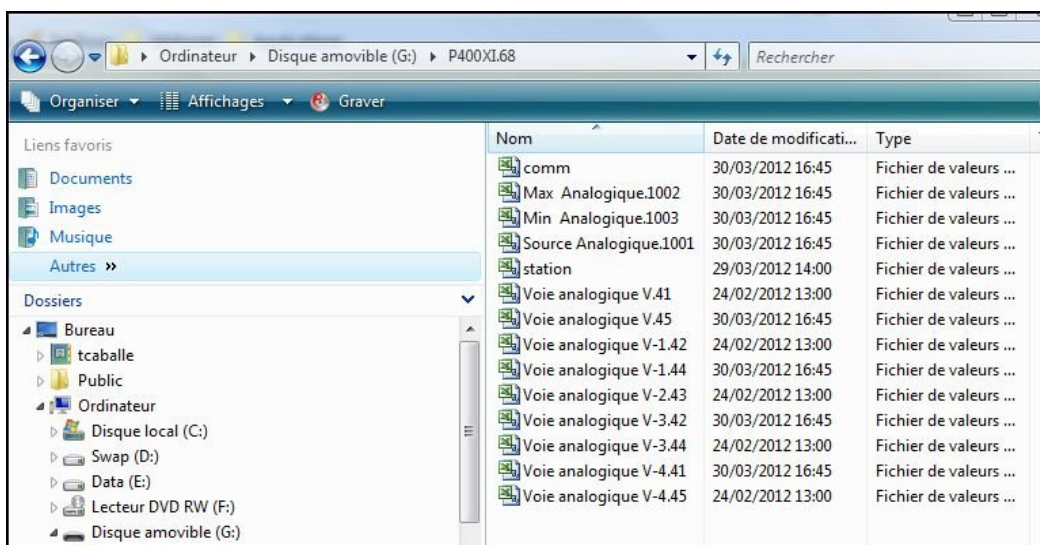 Ordinateur Disque amovible (G:) P400XI.68
Rechercher
Organiser Affichages Graver
Liens favoris
Documents
Images
Musique
Autres »
Dossiers
Bureau
tcaballe
Public
Ordinateur
Disque local (C:)
Swap (D:)
Data (E:)
Lecteur DVD RW (F:)
Disque amovible (G:)
Nom Date de modificati... Type
comm 30/03/2012 16:45 Fichier de valeurs ...
Max Analogique.1002 30/03/2012 16:45 Fichier de valeurs ...
Min Analogique.1003 30/03/2012 16:45 Fichier de valeurs ...
Source Analogique.1001 30/03/2012 16:45 Fichier de valeurs ...
station 29/03/2012 14:00 Fichier de valeurs ...
Voie analogique V.41 24/02/2012 13:00 Fichier de valeurs ...
Voie analogique V.45 30/03/2012 16:45 Fichier de valeurs ...
Voie analogique V-1.42 24/02/2012 13:00 Fichier de valeurs ...
Voie analogique V-1.44 30/03/2012 16:45 Fichier de valeurs ...
Voie analogique V-2.43 24/02/2012 13:00 Fichier de valeurs ...
Voie analogique V-3.42 30/03/2012 16:45 Fichier de valeurs ...
Voie analogique V-3.44 24/02/2012 13:00 Fichier de valeurs ...
Voie analogique V-4.41 30/03/2012 16:45 Fichier de valeurs ...
Voie analogique V-4.45 24/02/2012 13:00 Fichier de valeurs ...